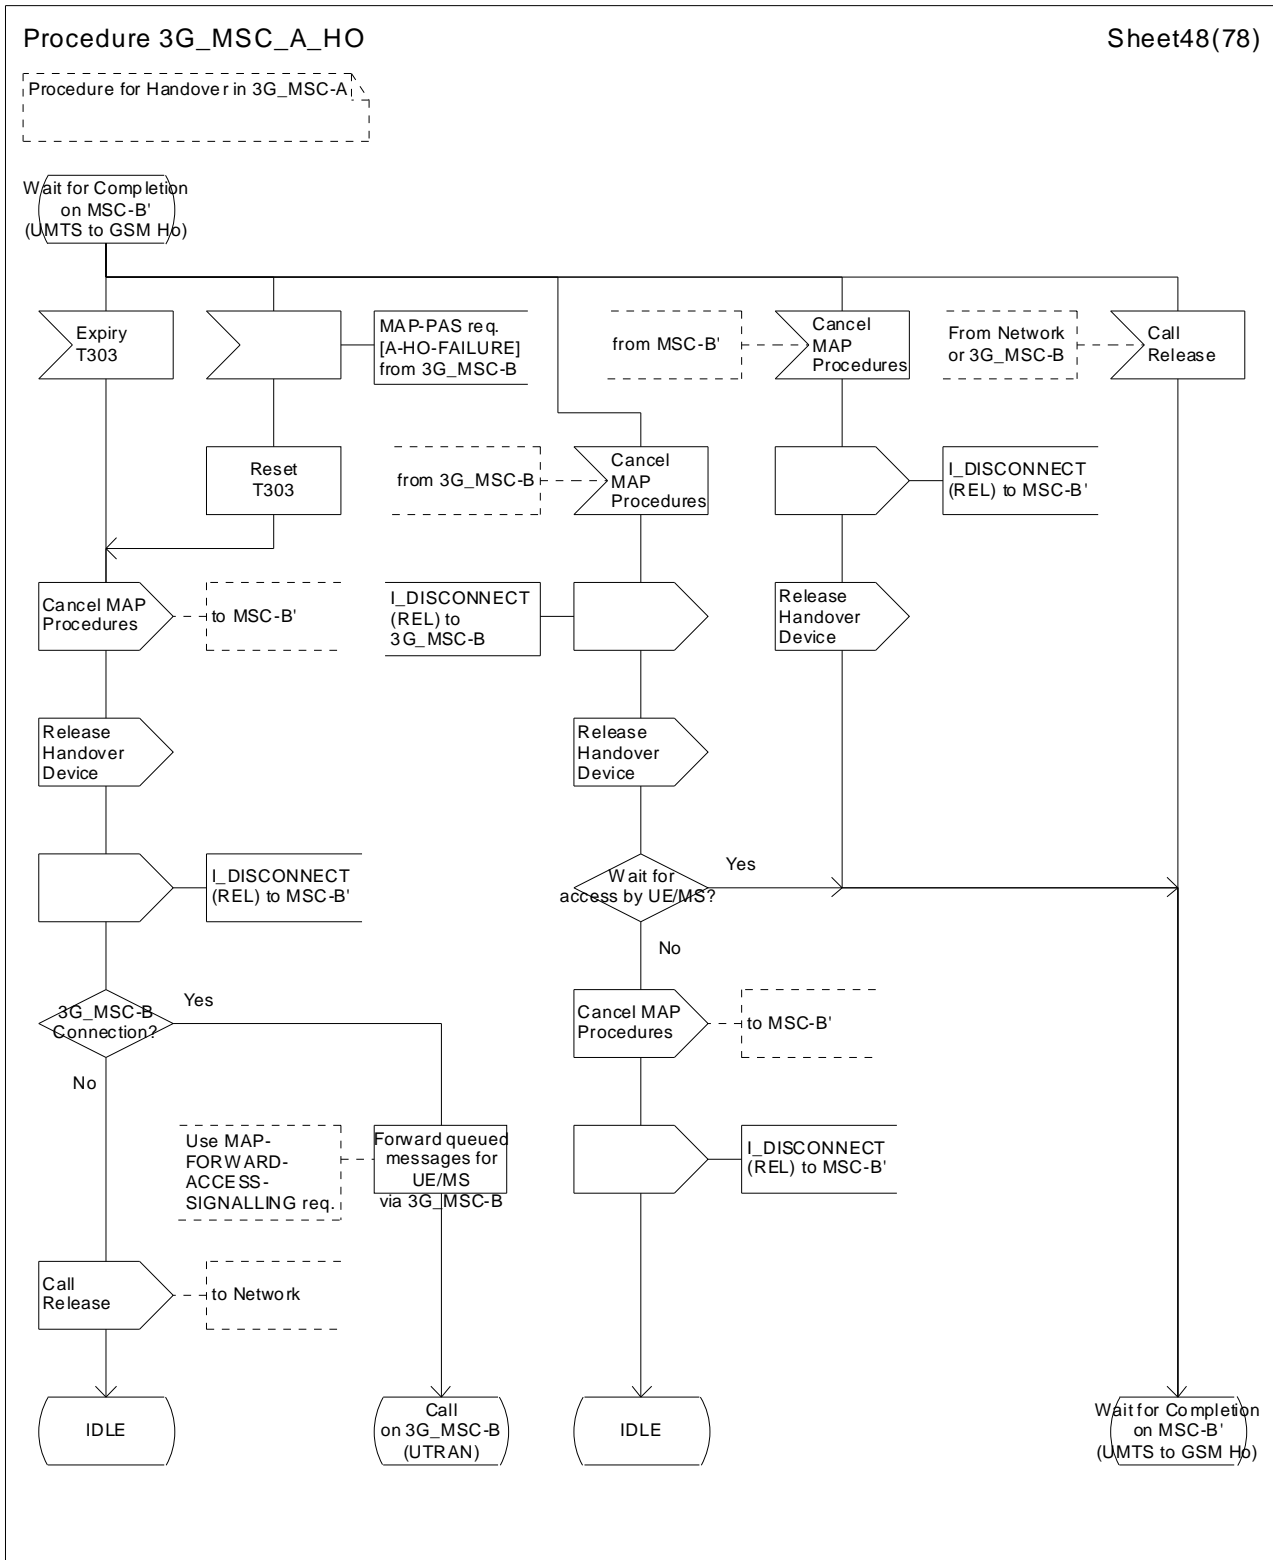 Procedure 3G_MSC_A_HO
Sheet48(78)
Procedure for Handover in 3G_MSC-A
Wait for Completion
on MSC-B'
(UMTS to GSM Ho)
Expiry
T303
MAP-PAS req.
[A-HO-FAILURE]
from 3G_MSC-B
from MSC-B'
Cancel
MAP
Procedures
From Network
or 3G_MSC-B
Call
Release
Reset
T303
from 3G_MSC-B
Cancel
MAP
Procedures
I_DISCONNECT
(REL) to MSC-B'
Cancel MAP
Procedures
to MSC-B'
I_DISCONNECT
(REL) to
3G_MSC-B
Release
Handover
Device
Release
Handover
Device
Release
Handover
Device
I_DISCONNECT
(REL) to MSC-B'
Wait for
access by UE/MS?
Yes
No
3G_MSC-B
Connection?
Yes
No
Cancel MAP
Procedures
to MSC-B'
Use MAP-
FORWARD-
ACCESS-
SIGNALLING req.
Forward queued
messages for
UE/MS
via 3G_MSC-B
I_DISCONNECT
(REL) to MSC-B'
Call
Release
to Network
IDLE
Call
on 3G_MSC-B
(UTRAN)
IDLE
Wait for Completion
on MSC-B'
(UMTS to GSM Ho)